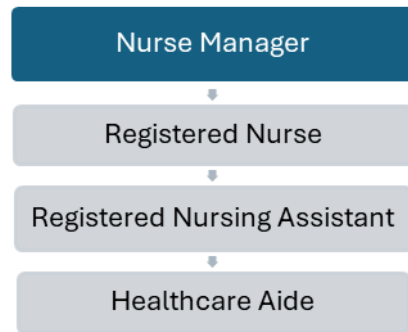 Nurse Manager
Registered Nurse
Registered Nursing Assistant
Healthcare Aide